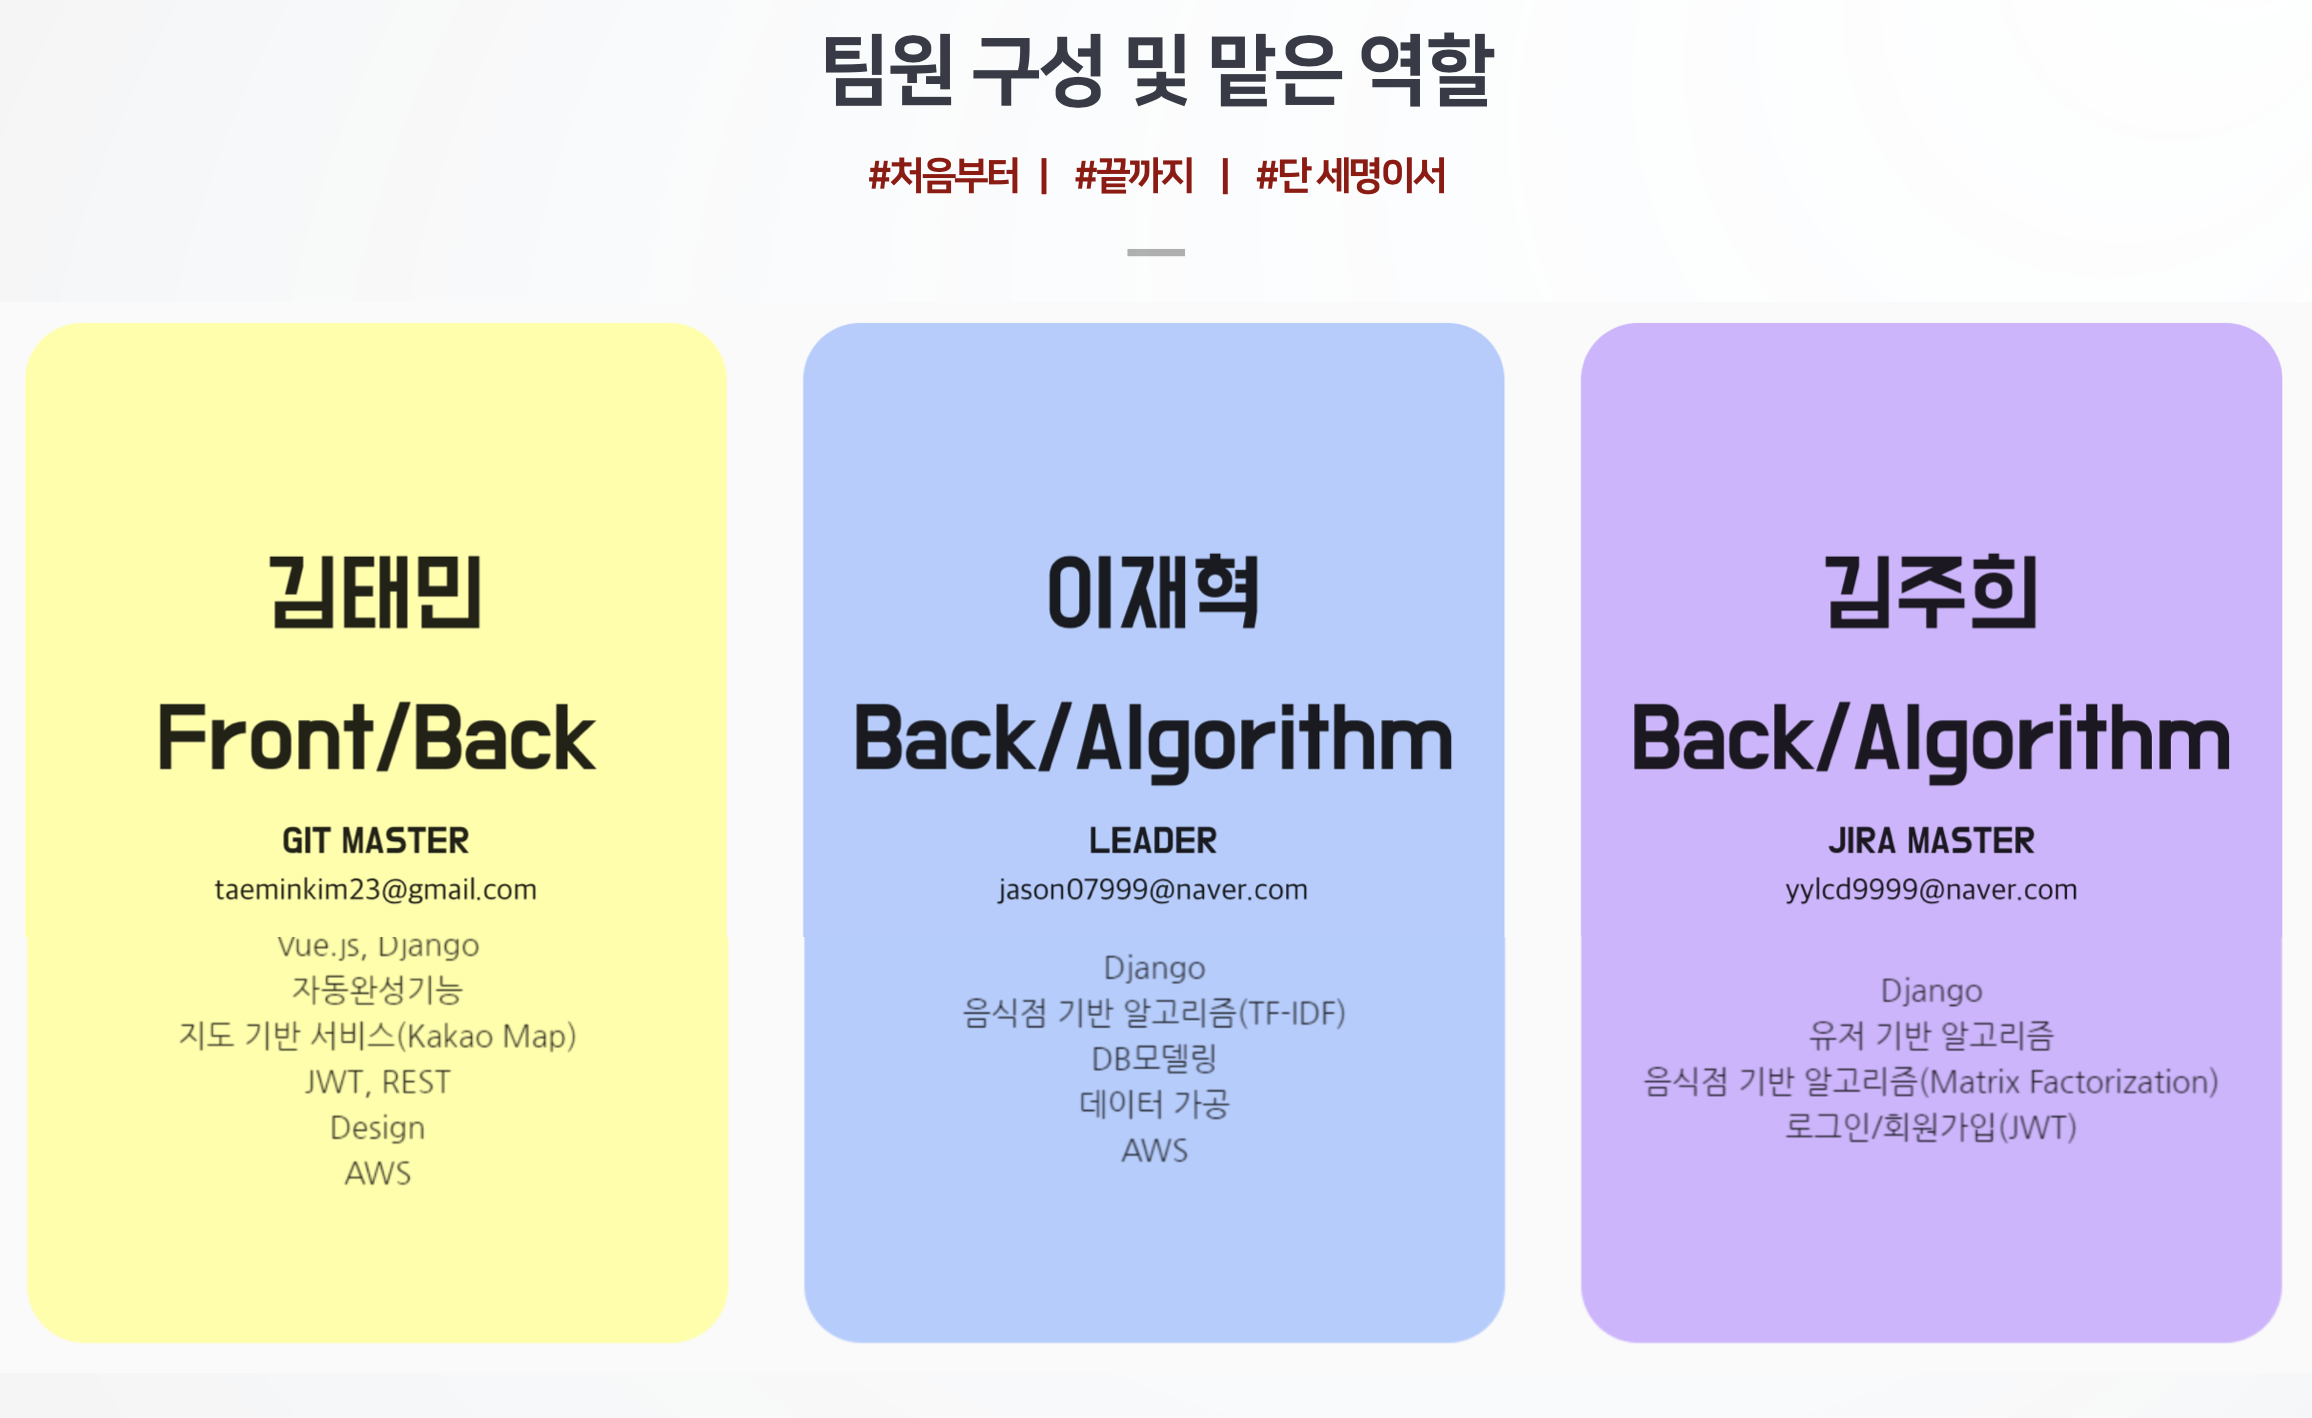 팀원 구성 및 맡은 역할
#처음부터 | #끝까지 | #단 세명이서
김태민
Front/Back
GIT MASTER
taeminkim23@gmail.com
Vue.js, Django
자동완성기능
지도 기반 서비스(Kakao Map)
JWT, REST
Design
AWS
이재혁
Back/Algorithm
LEADER
jason07999@naver.com
Django
음식점 기반 알고리즘(TF-IDF)
DB모델링
데이터 가공
AWS
김주희
Back/Algorithm
JIRA MASTER
yylcd9999@naver.com
Django
유저 기반 알고리즘
음식점 기반 알고리즘(Matrix Factorization)
로그인/회원가입(JWT)